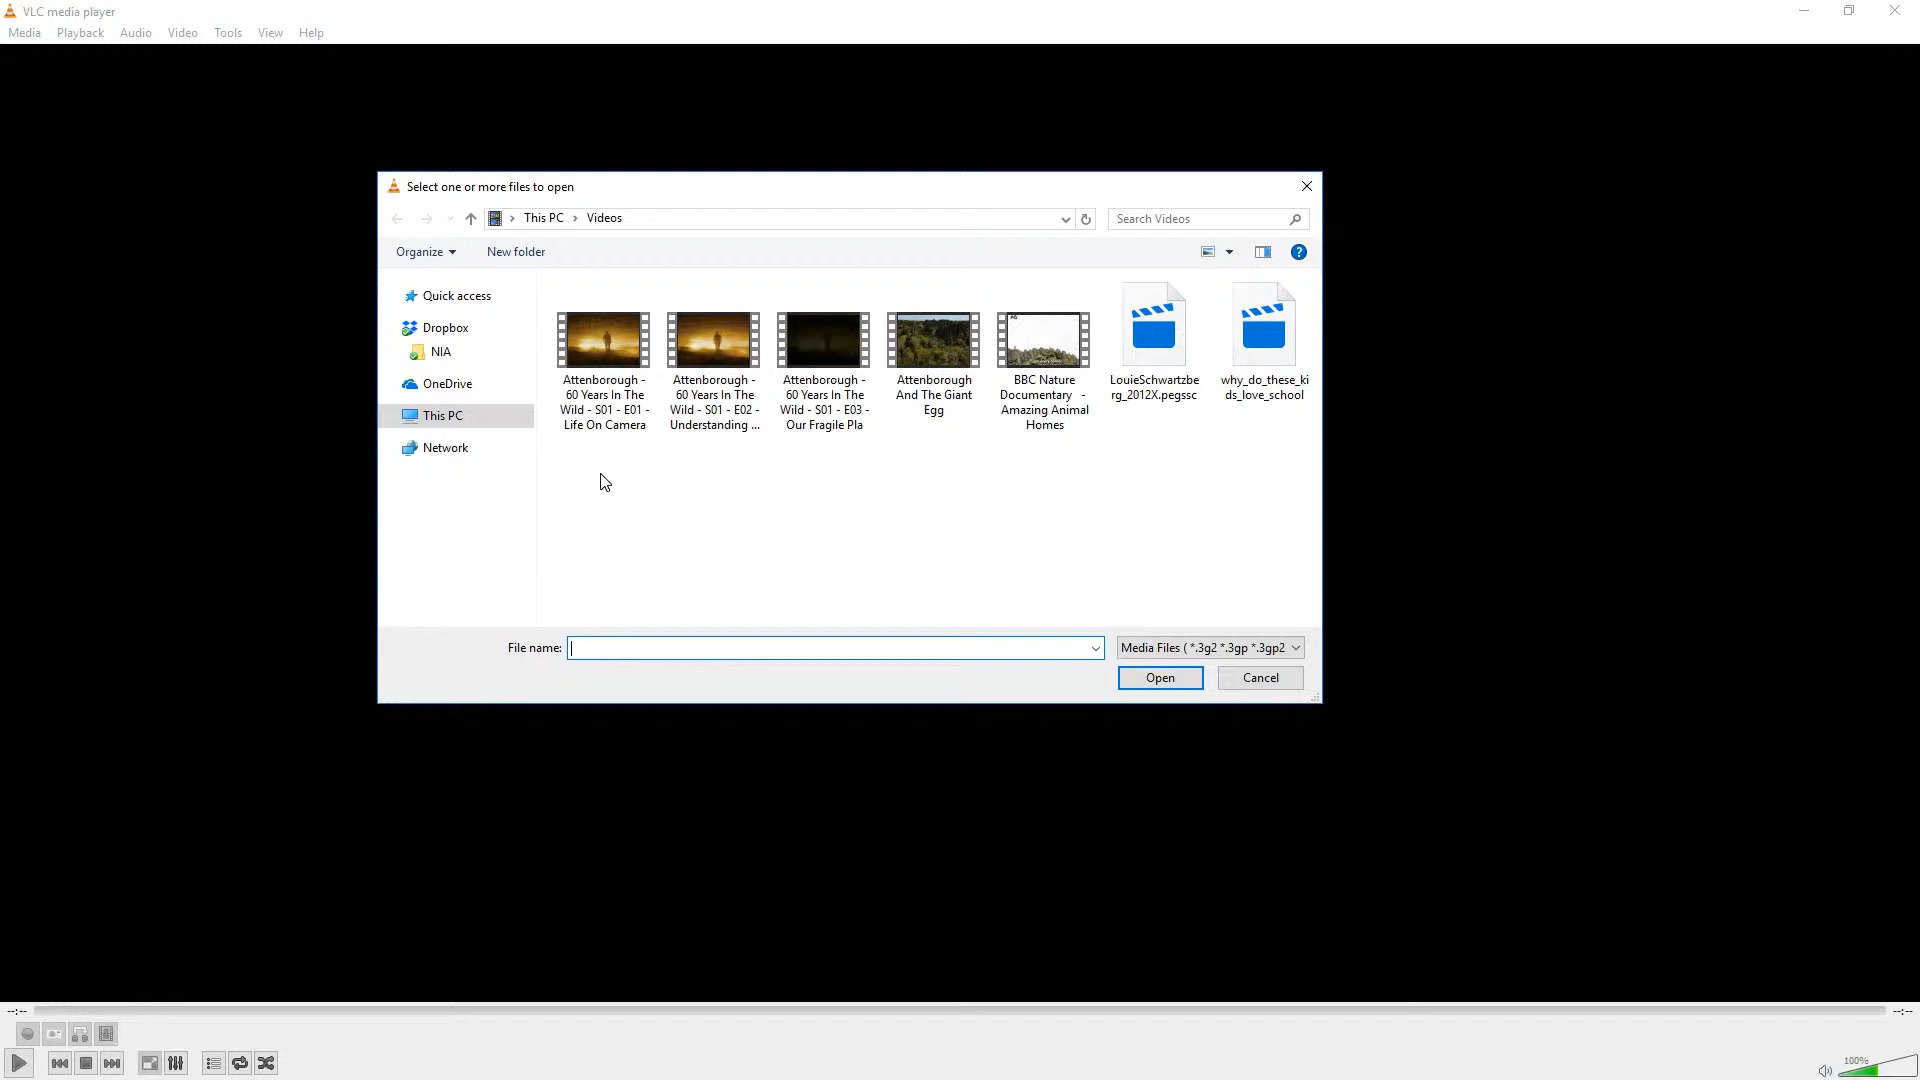 VLC media player
Media Playback Audio Video Tools View Help
Select one or more files to open
This PC Videos
Search Videos
Organize New folder
Quick access
Dropbox
NIA
OneDrive
This PC
Network
Attenborough -
60 Years In The
Wild - S01 - E01 -
Life On Camera
Attenborough -
60 Years In The
Wild - S01 - E02 -
Understanding ...
Attenborough -
60 Years In The
Wild - S01 - E03 -
Our Fragile Pla
Attenborough
And The Giant
Egg
BBC Nature
Documentary -
Amazing Animal
Homes
LouieSchwartzbe
rg_2012X.pegssc
why_do_these_ki
ds_love_school
File name:
Media Files ( *.3g2 *.3gp *.3gp2
Open Cancel
--:-- --:--
100%